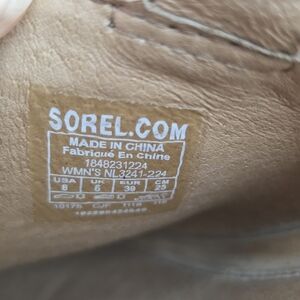 SOREL.COM
MADE IN CHINA
Fabriqué En Chine
1848231224
WMN'S NL3241-224
USA UK EUR CM
8 6 39 25